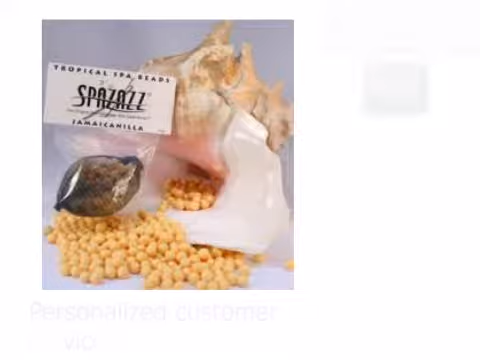 TROPICAL SPA BEADS
SPAZAZZ
JAMAICANILLA
Personalized customer
vic